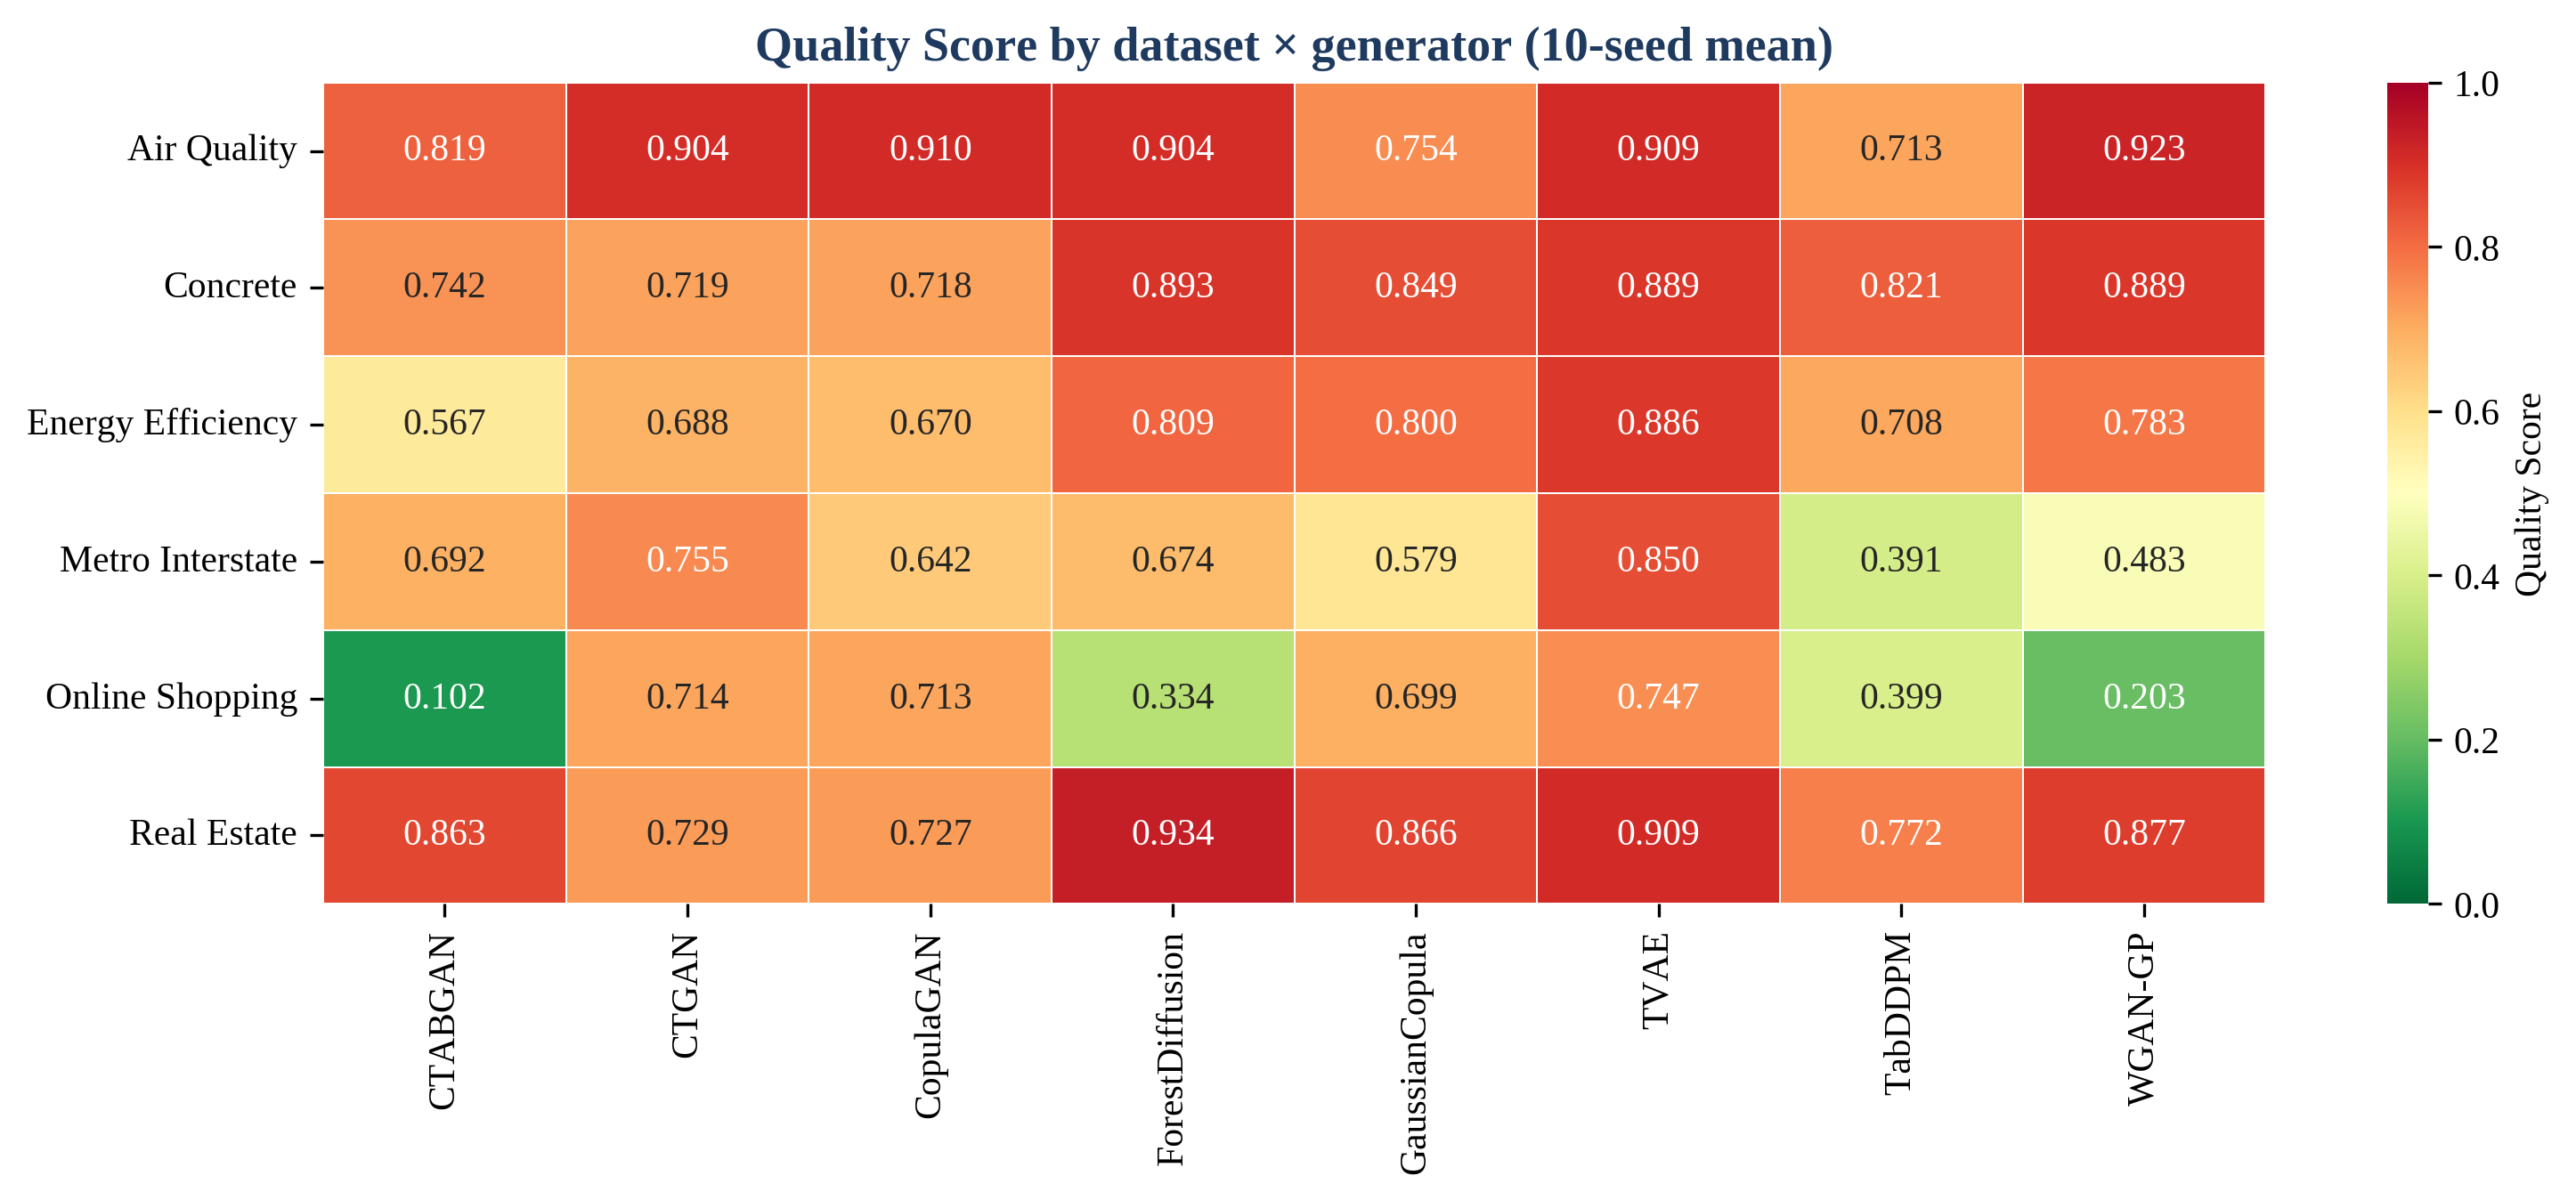 Quality Score by dataset × generator (10-seed mean)
Air Quality 0.819 0.904 0.910 0.904 0.754 0.909 0.713 0.923
Concrete 0.742 0.719 0.718 0.893 0.849 0.889 0.821 0.889
Energy Efficiency 0.567 0.688 0.670 0.809 0.800 0.886 0.708 0.783
Metro Interstate 0.692 0.755 0.642 0.674 0.579 0.850 0.391 0.483
Online Shopping 0.102 0.714 0.713 0.334 0.699 0.747 0.399 0.203
Real Estate 0.863 0.729 0.727 0.934 0.866 0.909 0.772 0.877
CTABGAN
CTGAN
CopulaGAN
ForestDiffusion
GaussianCopula
TVAE
TabDDPM
WGAN-GP
1.0
0.8
0.6
0.4
0.2
0.0
Quality Score